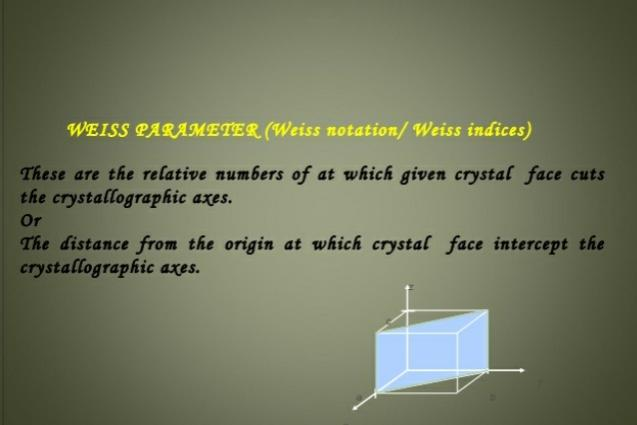 WEISS PARAMETER (Weiss notation/ Weiss indices)
These are the relative numbers of at which given crystal face cuts
the crystallographic axes.
Or
The distance from the origin at which crystal face intercept the
crystallographic axes.
z
c
a
b